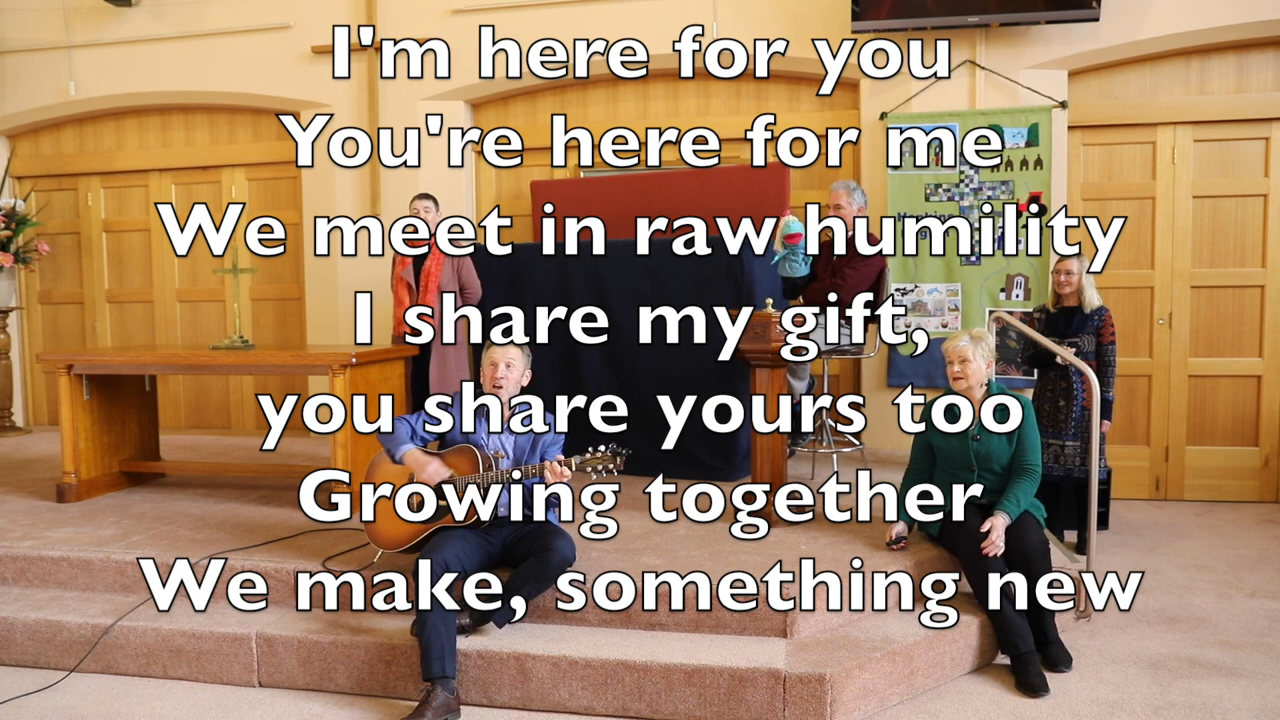 I'm here for you
You're here for me
We meet in raw humility
I share my gift,
you share yours too
Growing together
We make, something new